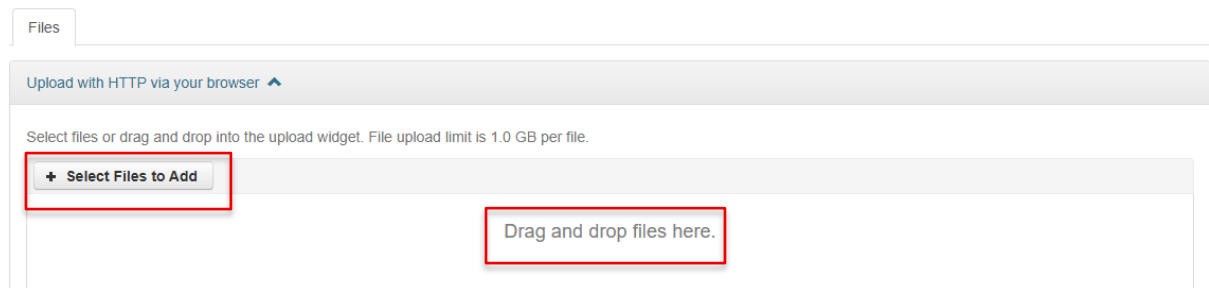 Files
Upload with HTTP via your browser
Select files or drag and drop into the upload widget. File upload limit is 1.0 GB per file.
+ Select Files to Add
Drag and drop files here.